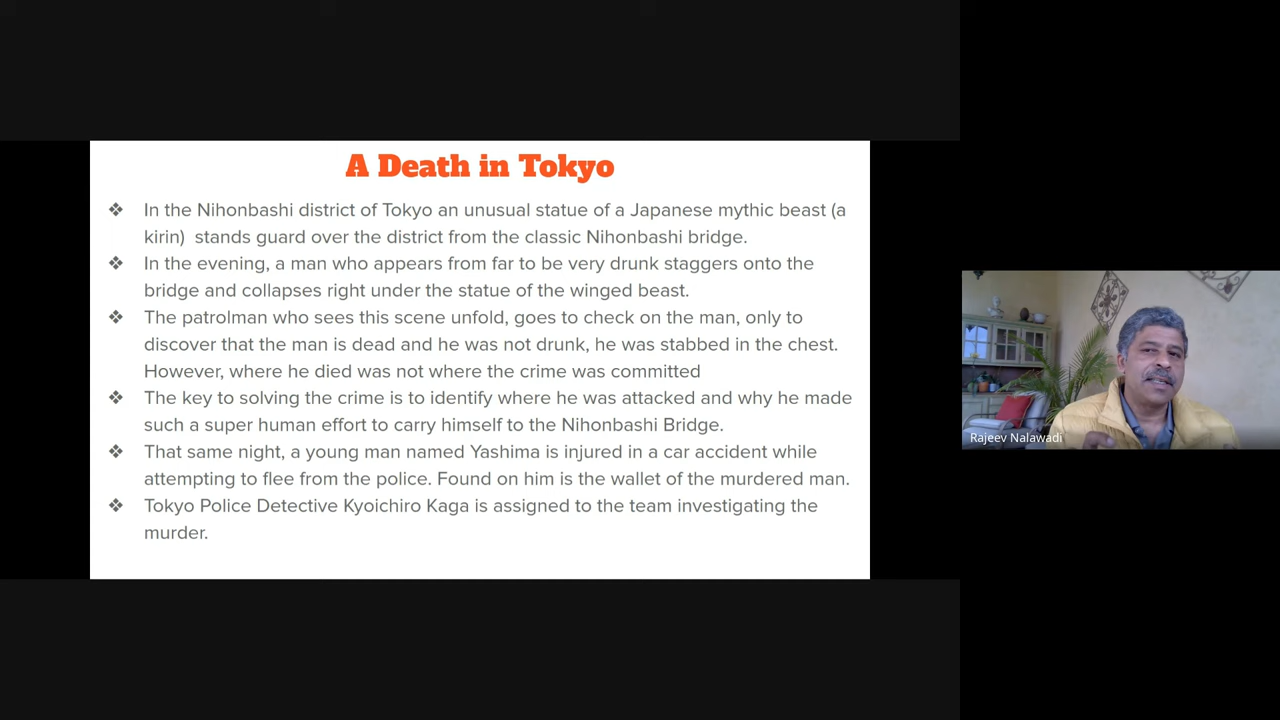 A Death in Tokyo
❖ In the Nihonbashi district of Tokyo an unusual statue of a Japanese mythic beast (a
kirin)  stands guard over the district from the classic Nihonbashi bridge.
❖ In the evening, a man who appears from far to be very drunk staggers onto the
bridge and collapses right under the statue of the winged beast.
❖ The patrolman who sees this scene unfold, goes to check on the man, only to
discover that the man is dead and he was not drunk, he was stabbed in the chest.
However, where he died was not where the crime was committed
❖ The key to solving the crime is to identify where he was attacked and why he made
such a super human effort to carry himself to the Nihonbashi Bridge.
❖ That same night, a young man named Yashima is injured in a car accident while
attempting to flee from the police. Found on him is the wallet of the murdered man.
❖ Tokyo Police Detective Kyoichiro Kaga is assigned to the team investigating the
murder.
Rajeev Nalawadi